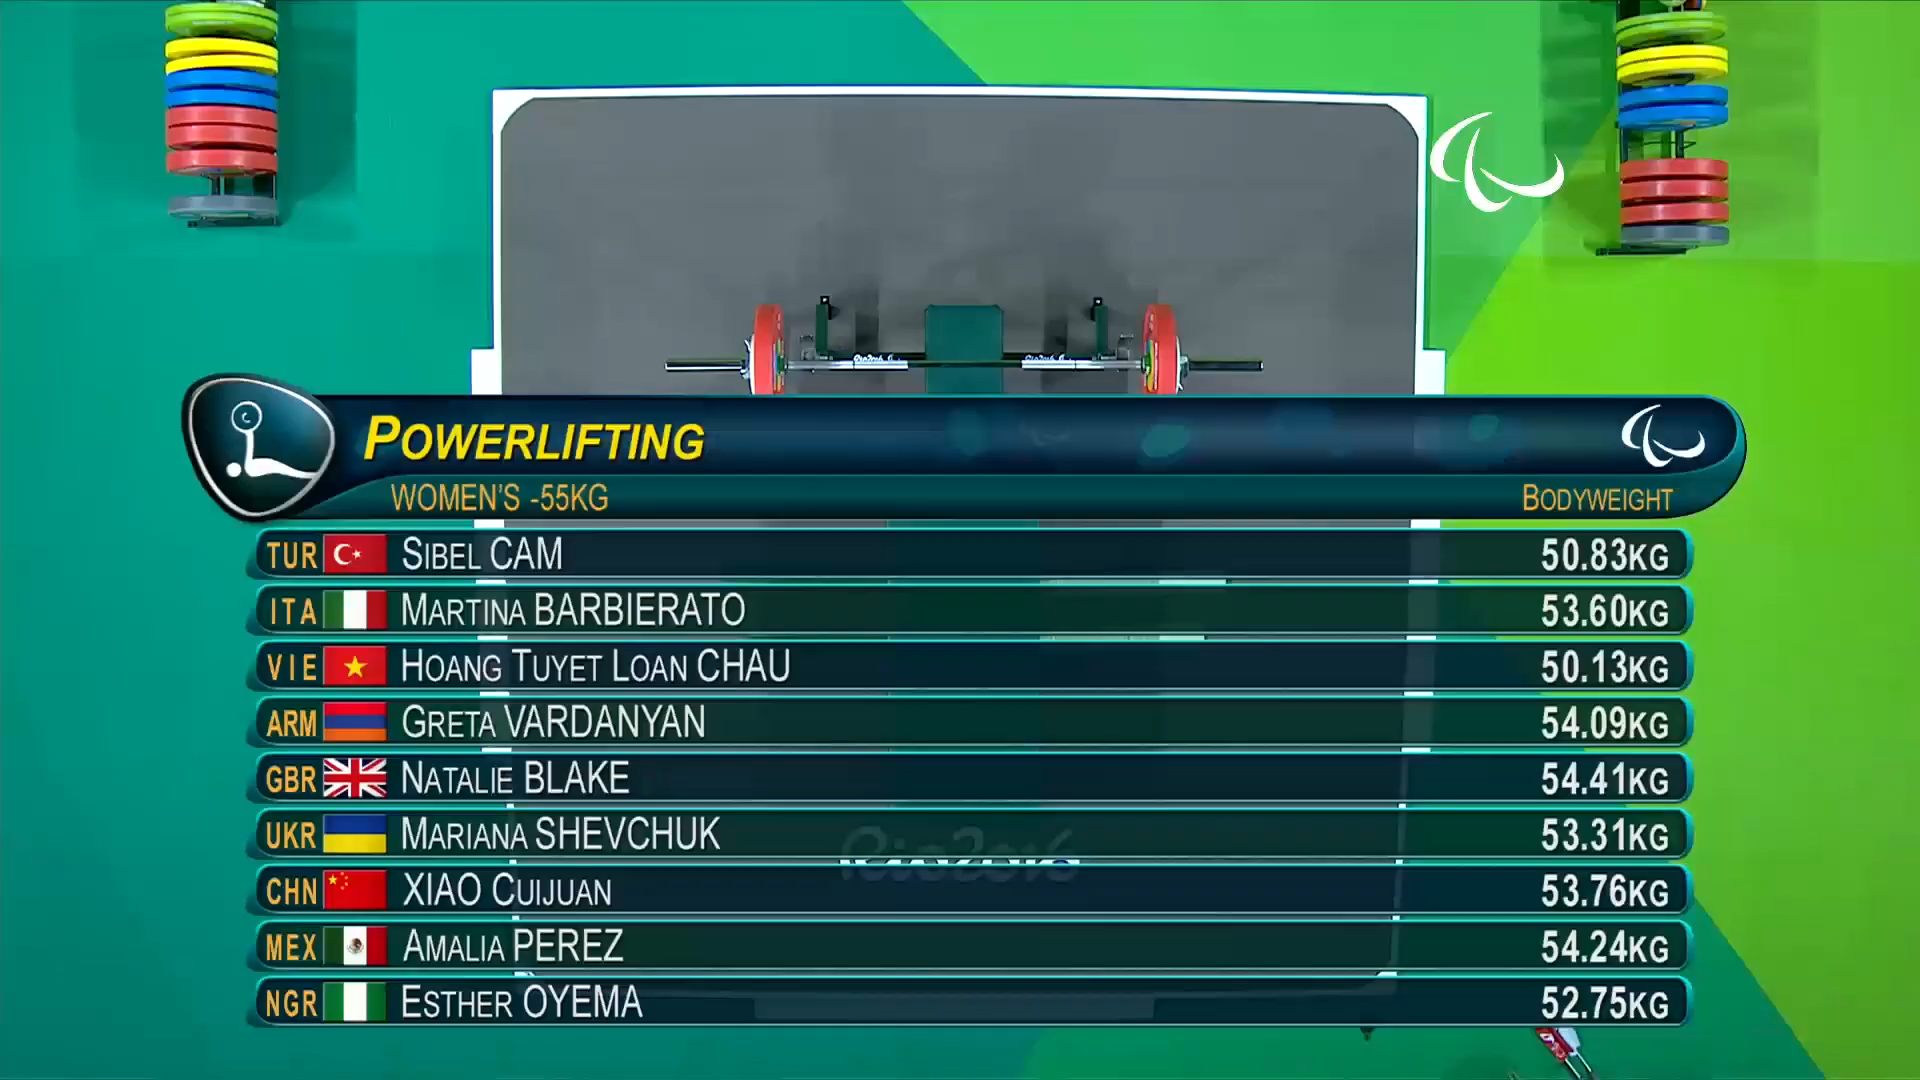 POWERLIFTING
WOMEN'S -55KG BODYWEIGHT
TUR SIBEL CAM 50.83KG
ITA MARTINA BARBIERATO 53.60KG
VIE HOANG TUYET LOAN CHAU 50.13KG
ARM GRETA VARDANYAN 54.09KG
GBR NATALIE BLAKE 54.41KG
UKR MARIANA SHEVCHUK 53.31KG
CHN XIAO CUIJUAN 53.76KG
MEX AMALIA PEREZ 54.24KG
NGR ESTHER OYEMA 52.75KG
Rio2016